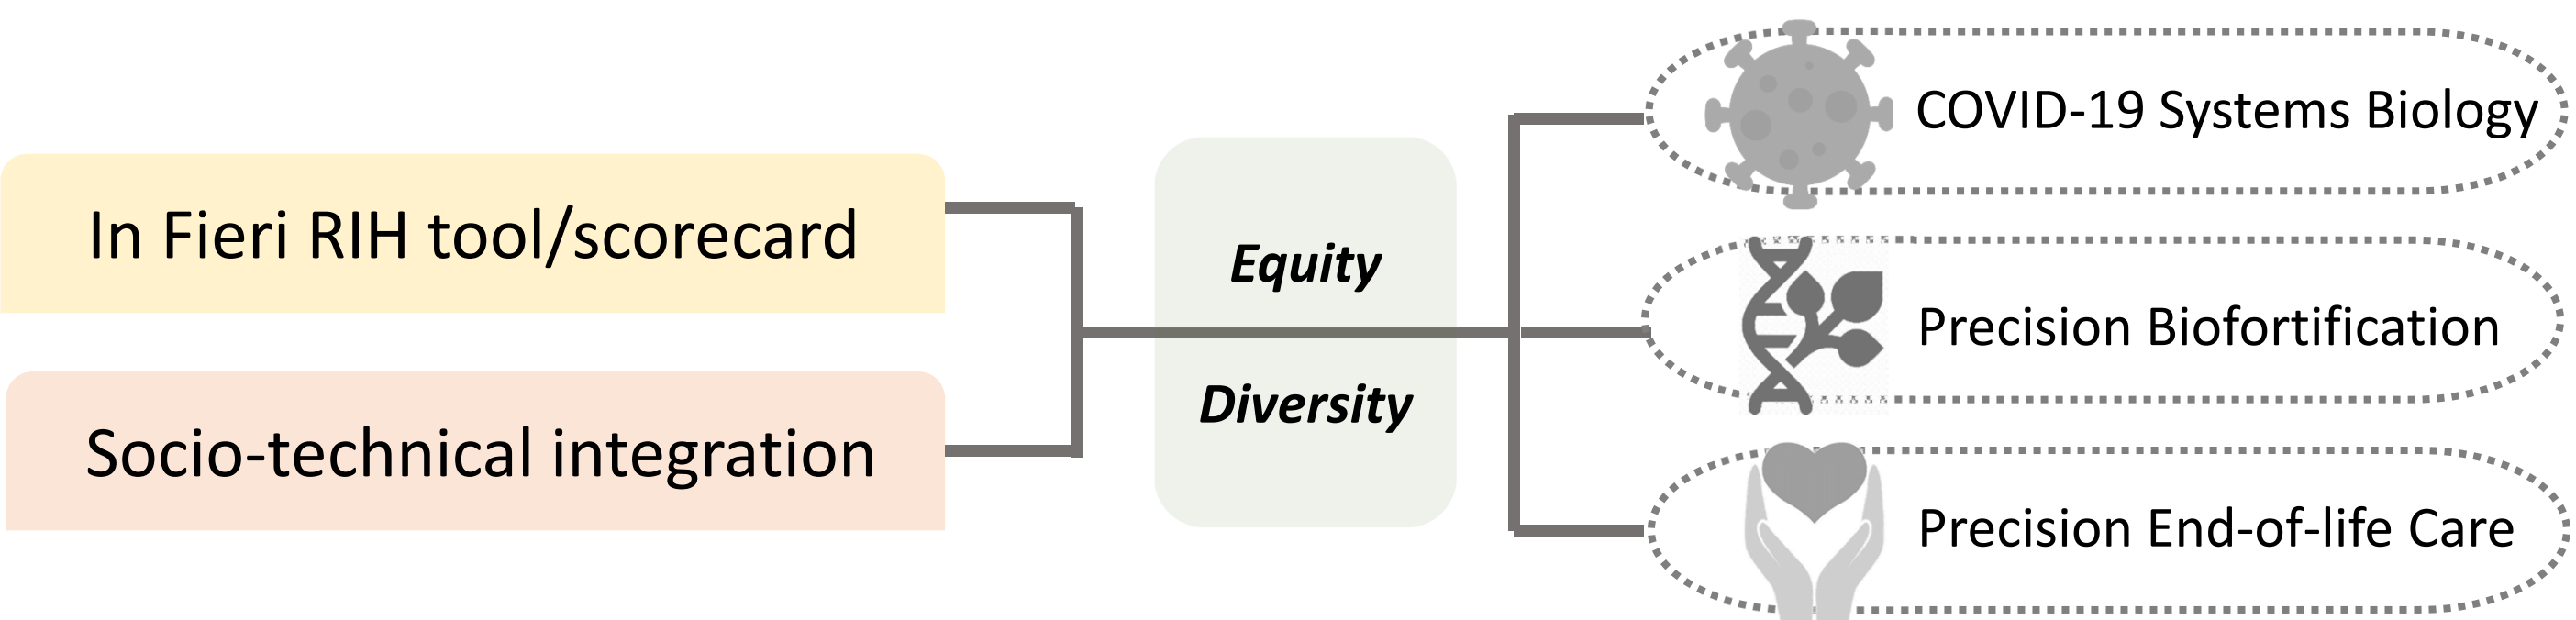 In Fieri RIH tool/scorecard
Socio-technical integration
Equity
Diversity
COVID-19 Systems Biology
Precision Biofortification
Precision End-of-life Care